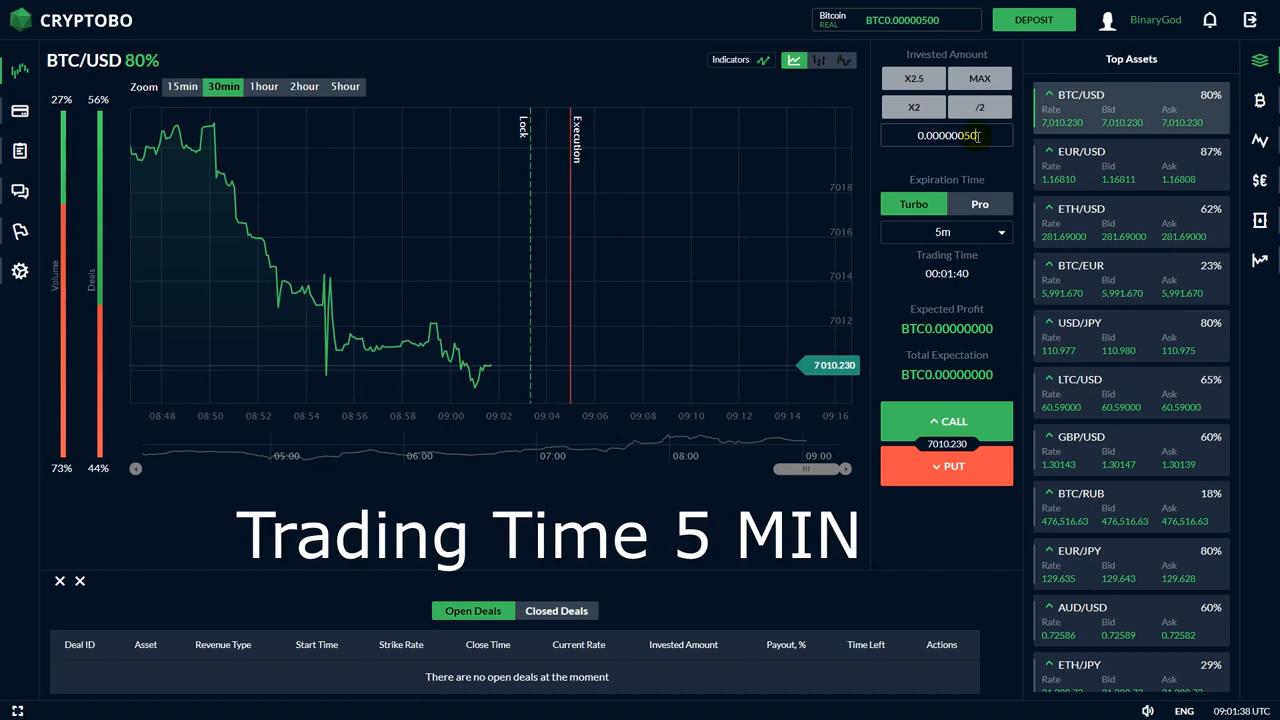 CRYPTOBO
Bitcoin
REAL
BTC0.00000500
DEPOSIT
BinaryGod
BTC/USD 80%
Indicators
Zoom
15min
30min
1hour
2hour
5hour
27%
56%
Volume
Deals
73%
44%
Lock
Execution
7018
7016
7014
7012
7 010.230
08:48
08:50
08:52
08:54
08:56
08:58
09:00
09:02
09:04
09:06
09:08
09:10
09:12
09:14
09:16
05:00
06:00
07:00
08:00
09:00
Trading Time 5 MIN
Invested Amount
X2.5
MAX
X2
/2
0.00000050
Expiration Time
Turbo
Pro
5m
Trading Time
00:01:40
Expected Profit
BTC0.00000000
Total Expectation
BTC0.00000000
CALL
7010.230
PUT
Top Assets
BTC/USD 80%
Rate Bid Ask
7,010.230 7,010.230 7,010.230
EUR/USD 87%
Rate Bid Ask
1.16810 1.16811 1.16808
ETH/USD 62%
Rate Bid Ask
281.69000 281.69000 281.69000
BTC/EUR 23%
Rate Bid Ask
5,991.670 5,991.670 5,991.670
USD/JPY 80%
Rate Bid Ask
110.977 110.980 110.975
LTC/USD 65%
Rate Bid Ask
60.59000 60.59000 60.59000
GBP/USD 60%
Rate Bid Ask
1.30143 1.30147 1.30139
BTC/RUB 18%
Rate Bid Ask
476,516.63 476,516.63 476,516.63
EUR/JPY 80%
Rate Bid Ask
129.635 129.643 129.628
AUD/USD 60%
Rate Bid Ask
0.72586 0.72589 0.72582
ETH/JPY 29%
Rate Bid Ask
Open Deals
Closed Deals
Deal ID Asset Revenue Type Start Time Strike Rate Close Time Current Rate Invested Amount Payout, % Time Left Actions
There are no open deals at the moment
ENG
09:01:38 UTC